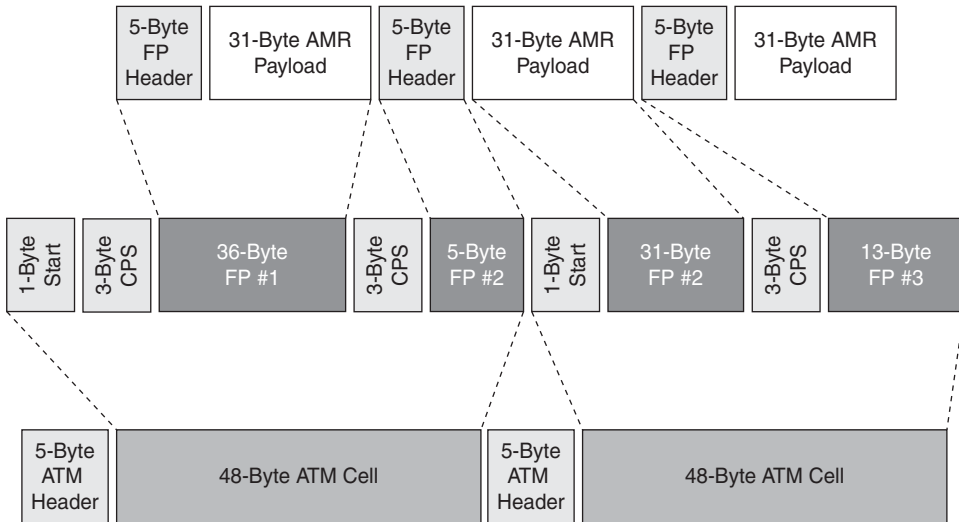 5-Byte
FP
Header
31-Byte AMR
Payload
5-Byte
FP
Header
31-Byte AMR
Payload
5-Byte
FP
Header
31-Byte AMR
Payload
1-Byte
Start
3-Byte
CPS
36-Byte
FP #1
3-Byte
CPS
5-Byte
FP #2
1-Byte
Start
31-Byte
FP #2
3-Byte
CPS
13-Byte
FP #3
5-Byte
ATM
Header
48-Byte ATM Cell
5-Byte
ATM
Header
48-Byte ATM Cell